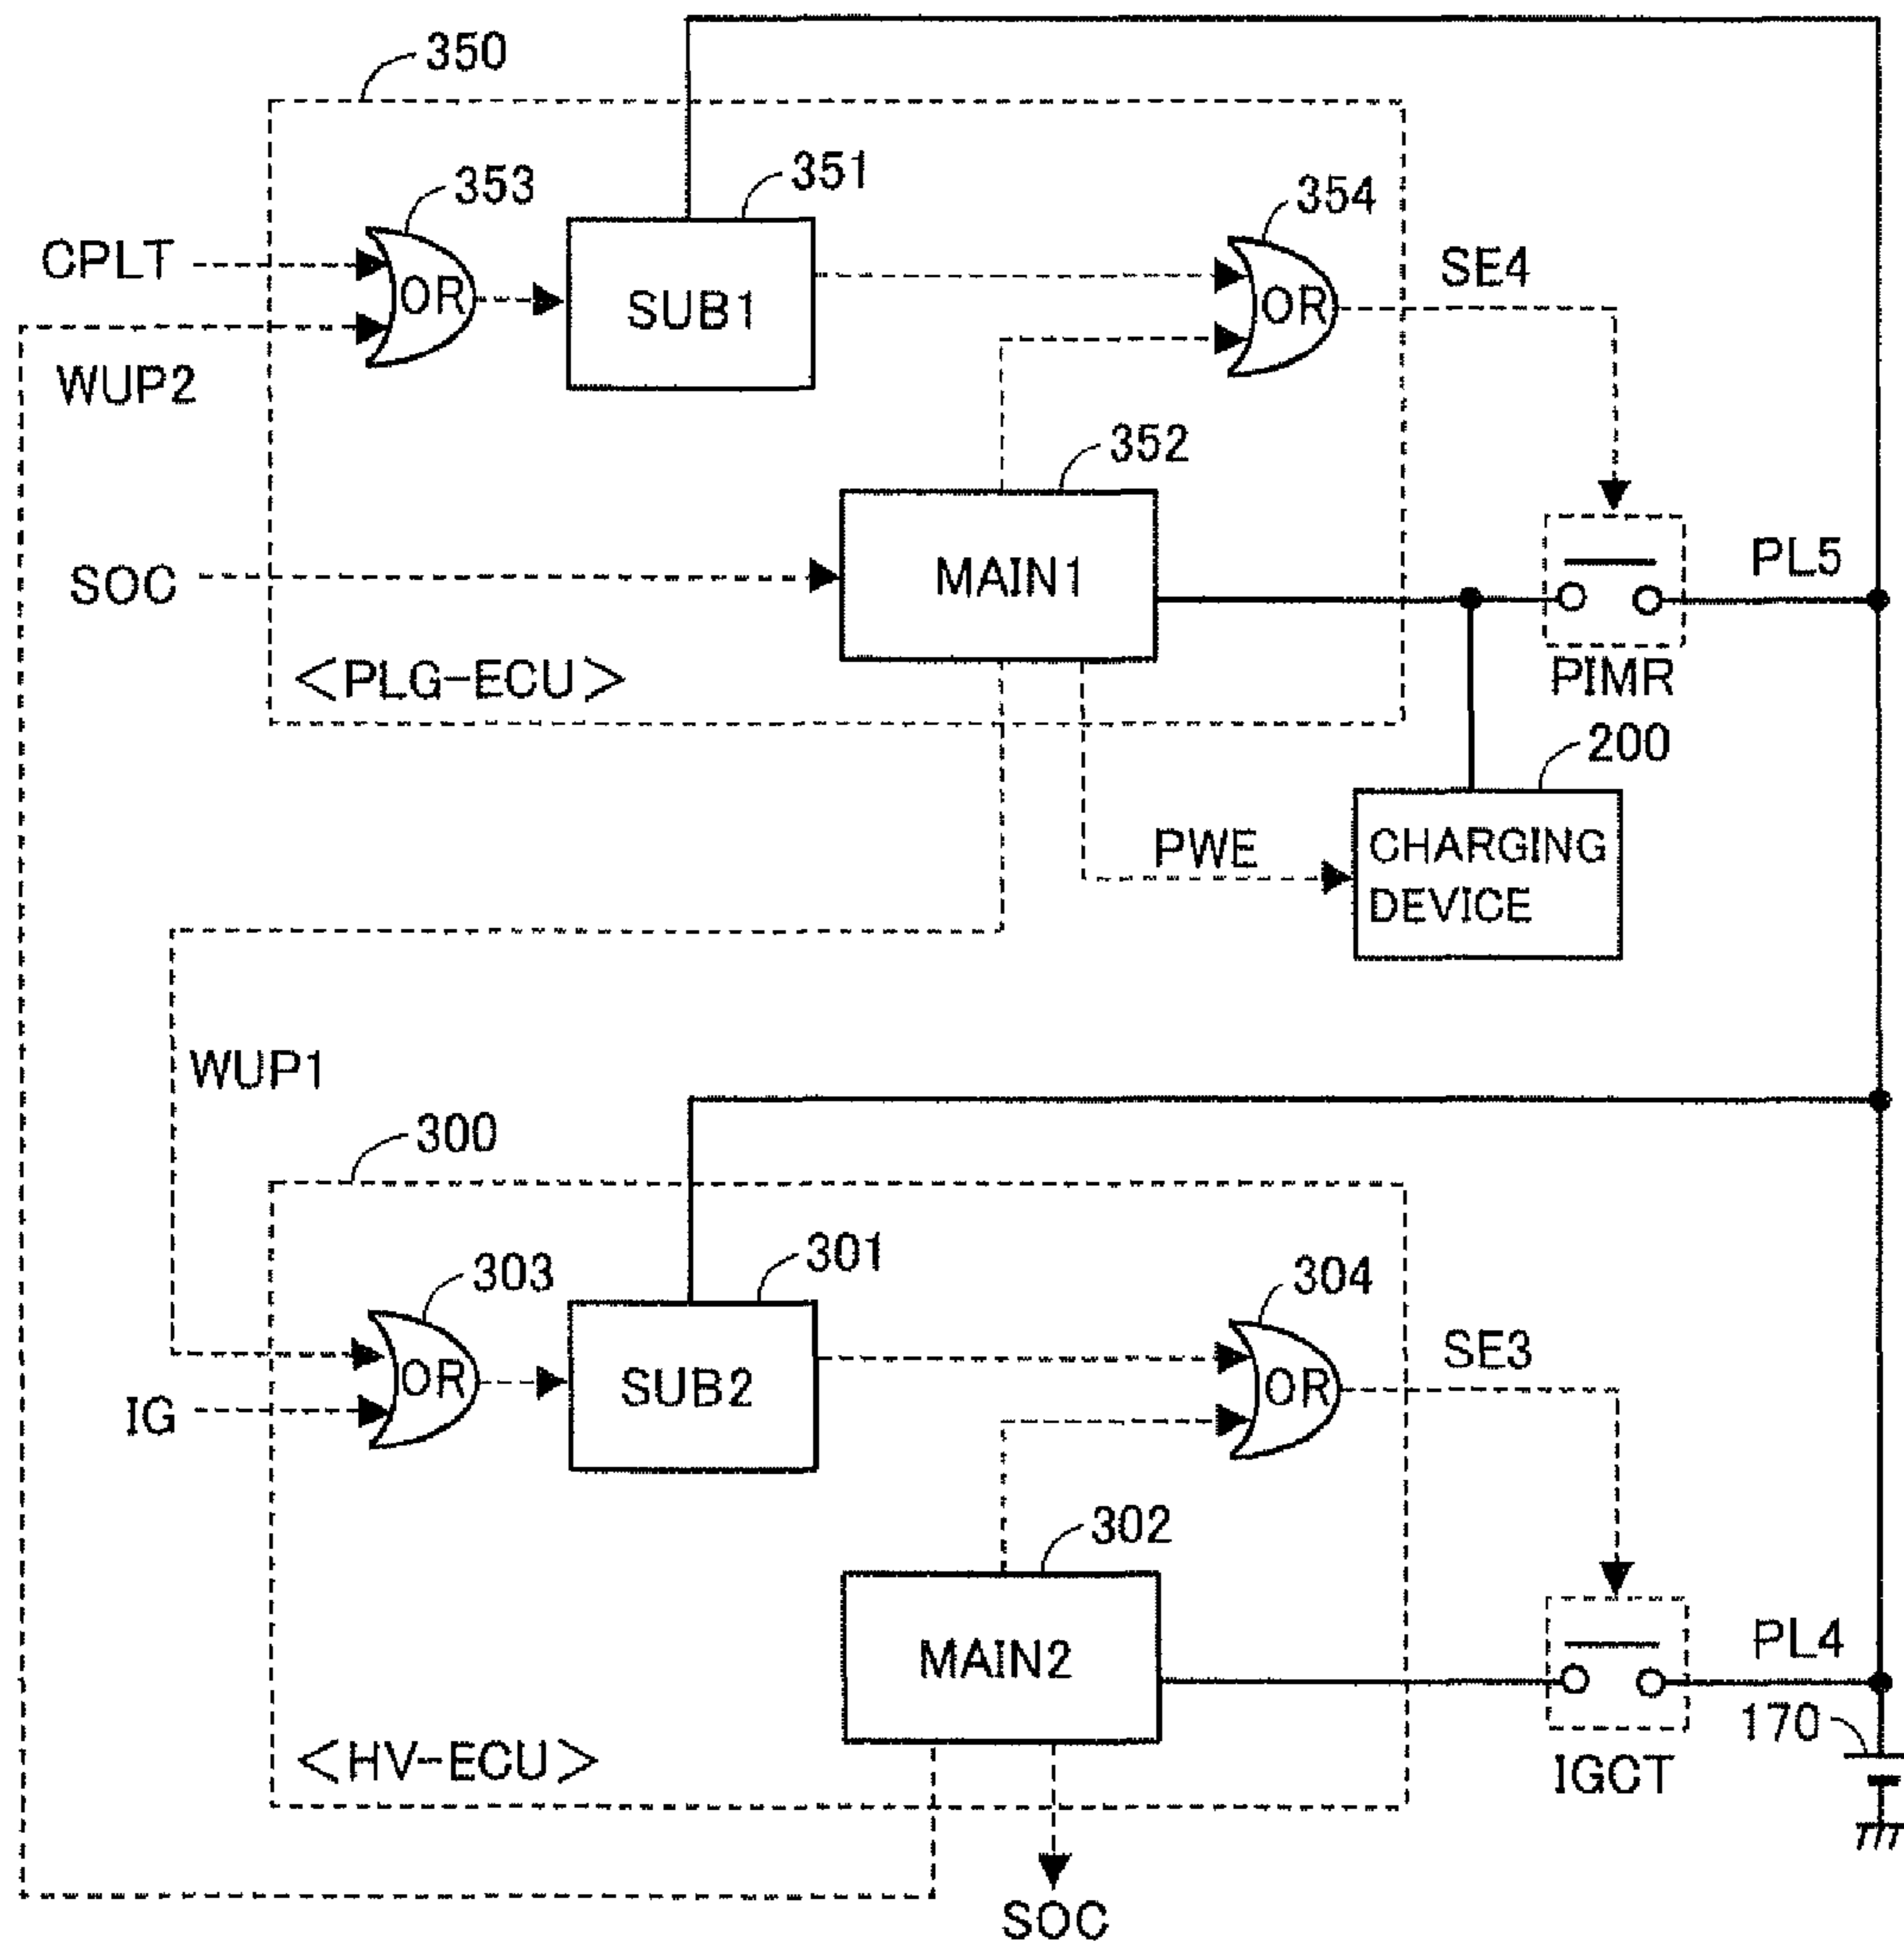 350
353
351
354
CPLT
OR
SUB1
OR
SE4
WUP2
352
SOC
MAIN1
PL5
<PLG-ECU>
PIMR
200
PWE
CHARGING
DEVICE
WUP1
300
303
301
304
OR
SUB2
OR
SE3
IG
302
MAIN2
PL4
170
<HV-ECU>
IGCT
SOC